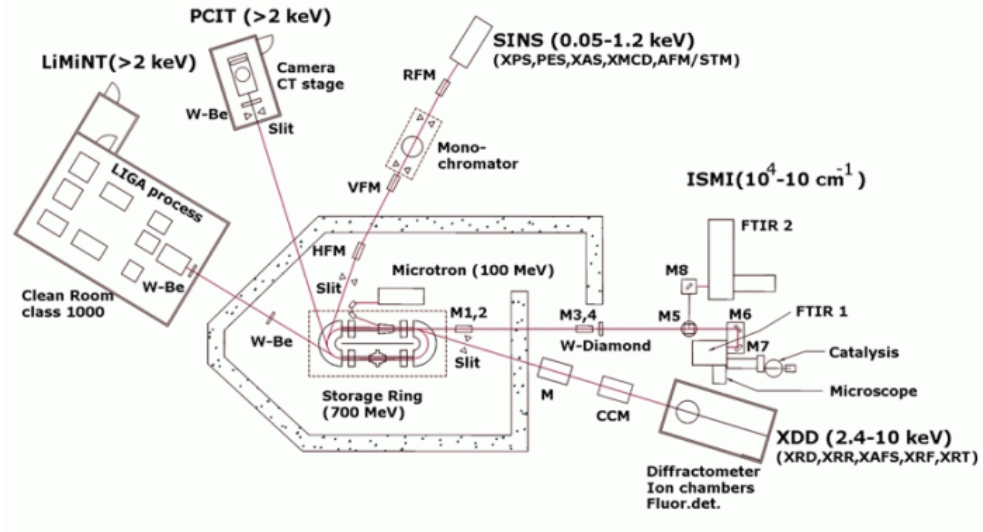 PCIT (>2 keV)
LiMiNT(>2 keV)
Camera
CT stage
W-Be
Slit
SINS (0.05-1.2 keV)
(XPS,PES,XAS,XMCD,AFM/STM)
RFM
Mono-
chromator
VFM
LIGA process
W-Be
Clean Room
class 1000
HFM
Slit
W-Be
Microtron (100 MeV)
M1,2
Slit
Storage Ring
(700 MeV)
M3,4
W-Diamond
ISMI(10⁴-10 cm⁻¹)
FTIR 2
M8
M5
M6
M7
FTIR 1
Catalysis
Microscope
M
CCM
XDD (2.4-10 keV)
(XRD,XRR,XAFS,XRF,XRT)
Diffractometer
Ion chambers
Fluor.det.